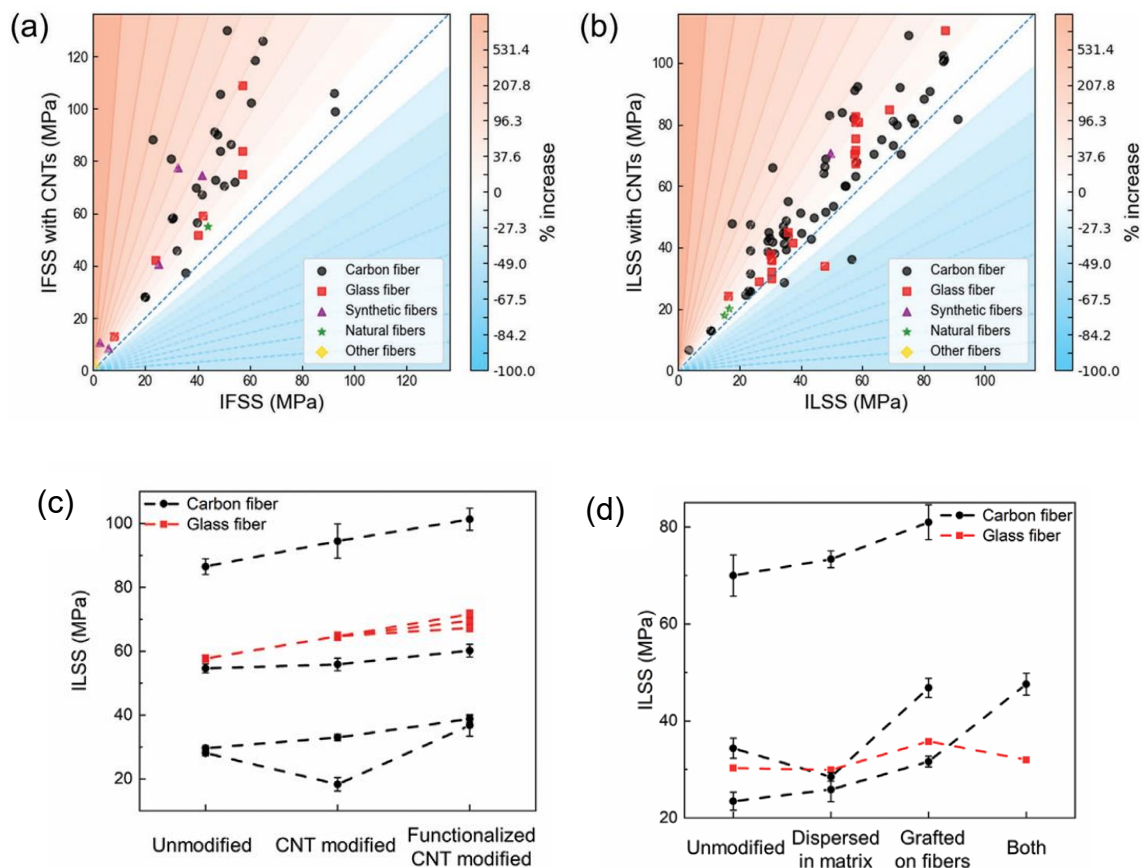 (a)
IFSS with CNTs (MPa)
120
100
80
60
40
20
0
0 20 40 60 80 100 120
IFSS (MPa)
Carbon fiber
Glass fiber
Synthetic fibers
Natural fibers
Other fibers
531.4
207.8
96.3
37.6
0
-27.3
-49.0
-67.5
-84.2
-100.0
% increase
(b)
ILSS with CNTs (MPa)
100
80
60
40
20
0
0 20 40 60 80 100
ILSS (MPa)
Carbon fiber
Glass fiber
Synthetic fibers
Natural fibers
Other fibers
531.4
207.8
96.3
37.6
0
-27.3
-49.0
-67.5
-84.2
-100.0
% increase
(c)
Carbon fiber
Glass fiber
ILSS (MPa)
100
80
60
40
20
Unmodified CNT modified Functionalized
CNT modified
(d)
Carbon fiber
Glass fiber
ILSS (MPa)
80
60
40
20
Unmodified Dispersed Grafted Both
in matrix on fibers